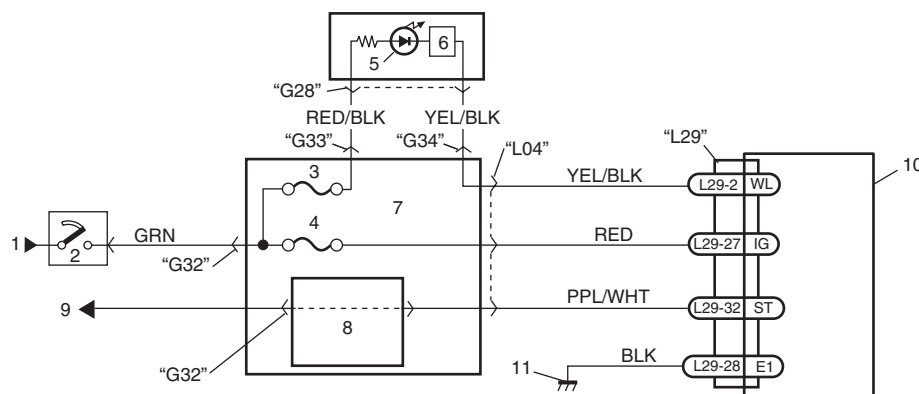 5
6
“G28”
RED/BLK
YEL/BLK
“G33”
“G34”
“L04”
“L29”
3
7
YEL/BLK
L29-2
WL
10
4
1
2
GRN
“G32”
RED
L29-27
IG
9
8
PPL/WHT
L29-32
ST
“G32”
11
BLK
L29-28
E1